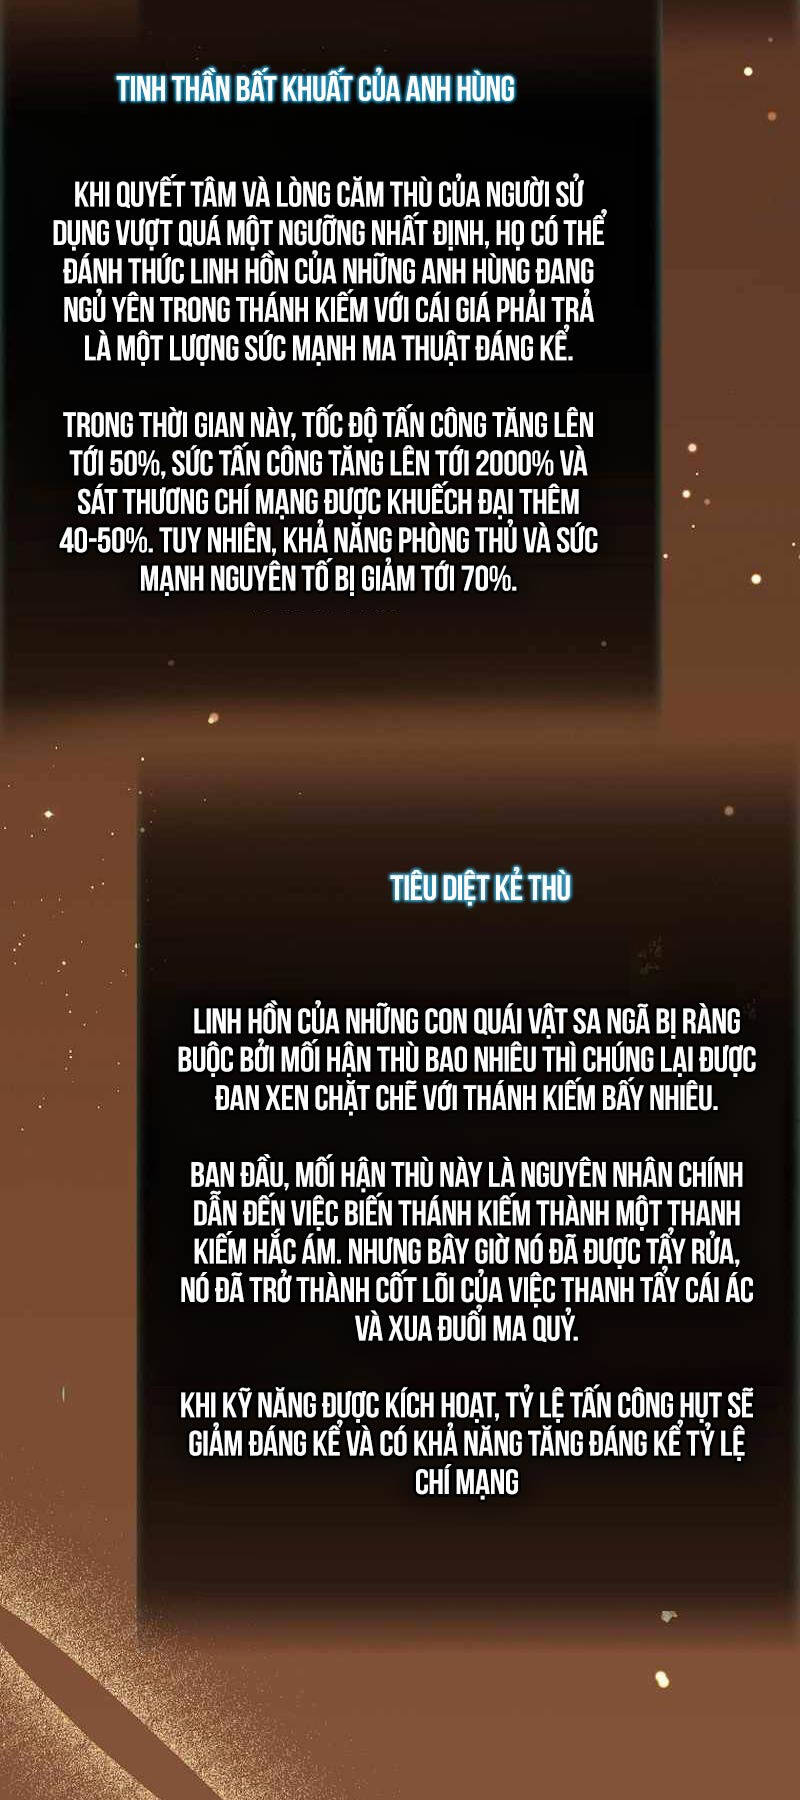 TINH THẦN BẤT KHUẤT CỦA ANH HÙNG
KHI QUYẾT TÂM VÀ LÒNG CĂM THÙ CỦA NGƯỜI SỬ
DỤNG VƯỢT QUÁ MỘT NGƯỠNG NHẤT ĐỊNH, HỌ CÓ THỂ
ĐÁNH THỨC LINH HỒN CỦA NHỮNG ANH HÙNG ĐANG
NGỦ YÊN TRONG THÁNH KIẾM VỚI CÁI GIÁ PHẢI TRẢ
LÀ MỘT LƯỢNG SỨC MẠNH MA THUẬT ĐÁNG KỂ.
TRONG THỜI GIAN NÀY, TỐC ĐỘ TẤN CÔNG TĂNG LÊN
TỚI 50%, SỨC TẤN CÔNG TĂNG LÊN TỚI 2000% VÀ
SÁT THƯƠNG CHÍ MẠNG ĐƯỢC KHUẾCH ĐẠI THÊM
40-50%. TUY NHIÊN, KHẢ NĂNG PHÒNG THỦ VÀ SỨC
MẠNH NGUYÊN TỐ BỊ GIẢM TỚI 70%.
TIÊU DIỆT KẺ THÙ
LINH HỒN CỦA NHỮNG CON QUÁI VẬT SA NGÃ BỊ RÀNG
BUỘC BỞI MỐI HẬN THÙ BAO NHIÊU THÌ CHÚNG LẠI ĐƯỢC
ĐAN XEN CHẶT CHẼ VỚI THÁNH KIẾM BẤY NHIÊU.
BAN ĐẦU, MỐI HẬN THÙ NÀY LÀ NGUYÊN NHÂN CHÍNH
DẪN ĐẾN VIỆC BIẾN THÁNH KIẾM THÀNH MỘT THANH
KIẾM HẮC ÁM. NHƯNG BÂY GIỜ NÓ ĐÃ ĐƯỢC TẨY RỬA,
NÓ ĐÃ TRỞ THÀNH CỐT LÕI CỦA VIỆC THANH TẨY CÁI ÁC
VÀ XUA ĐUỔI MA QUỶ.
KHI KỸ NĂNG ĐƯỢC KÍCH HOẠT, TỶ LỆ TẤN CÔNG HỤT SẼ
GIẢM ĐÁNG KỂ VÀ CÓ KHẢ NĂNG TĂNG ĐÁNG KỂ TỶ LỆ
CHÍ MẠNG